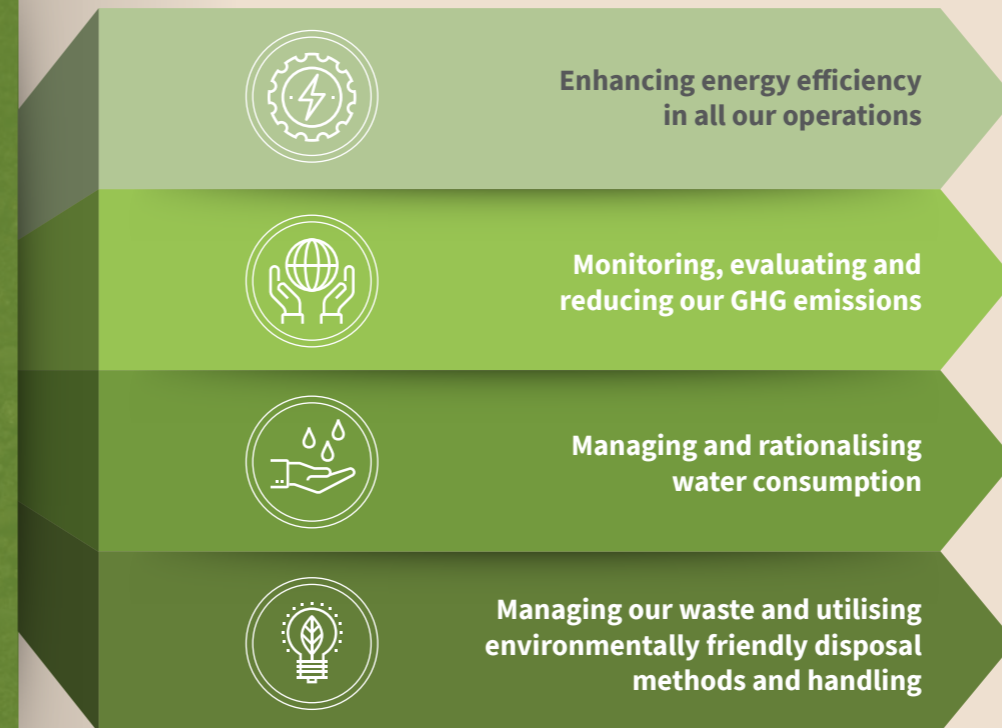 Enhancing energy efficiency
in all our operations
Monitoring, evaluating and
reducing our GHG emissions
Managing and rationalising
water consumption
Managing our waste and utilising
environmentally friendly disposal
methods and handling